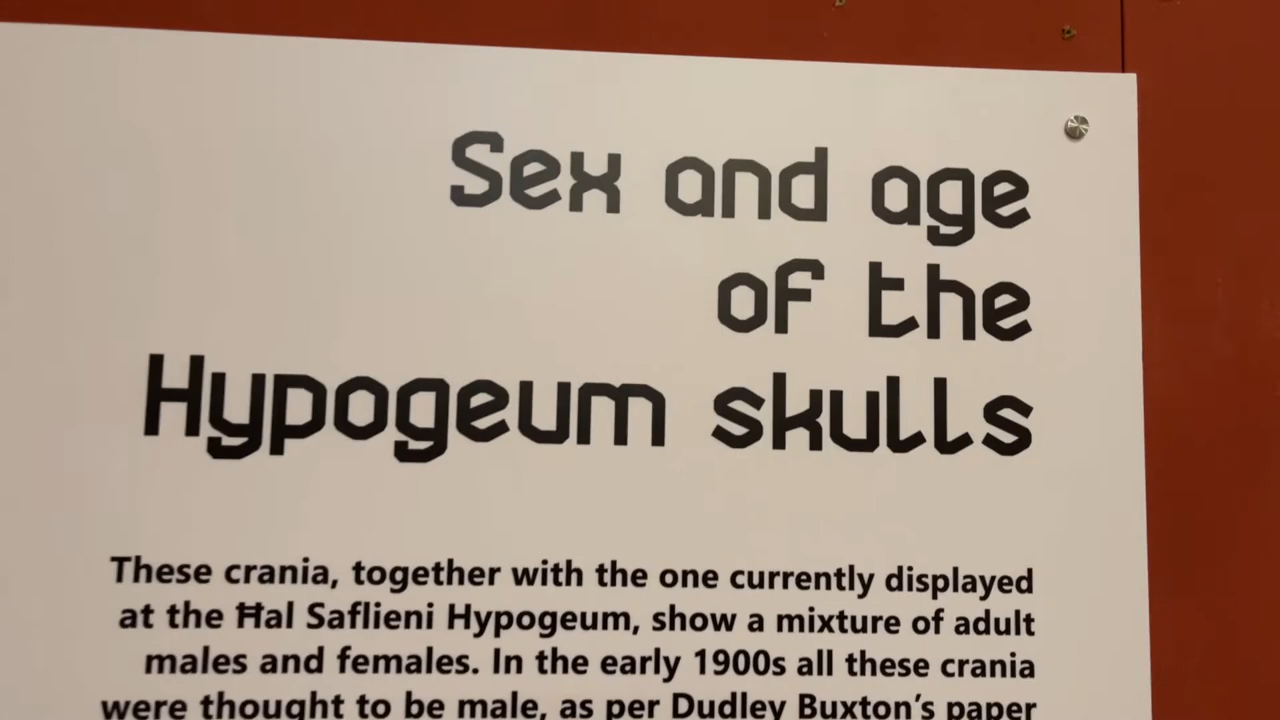 Sex and age
of the
Hypogeum skulls
These crania, together with the one currently displayed
at the Ħal Saflieni Hypogeum, show a mixture of adult
males and females. In the early 1900s all these crania
were thought to be male, as per Dudley Buxton’s paper